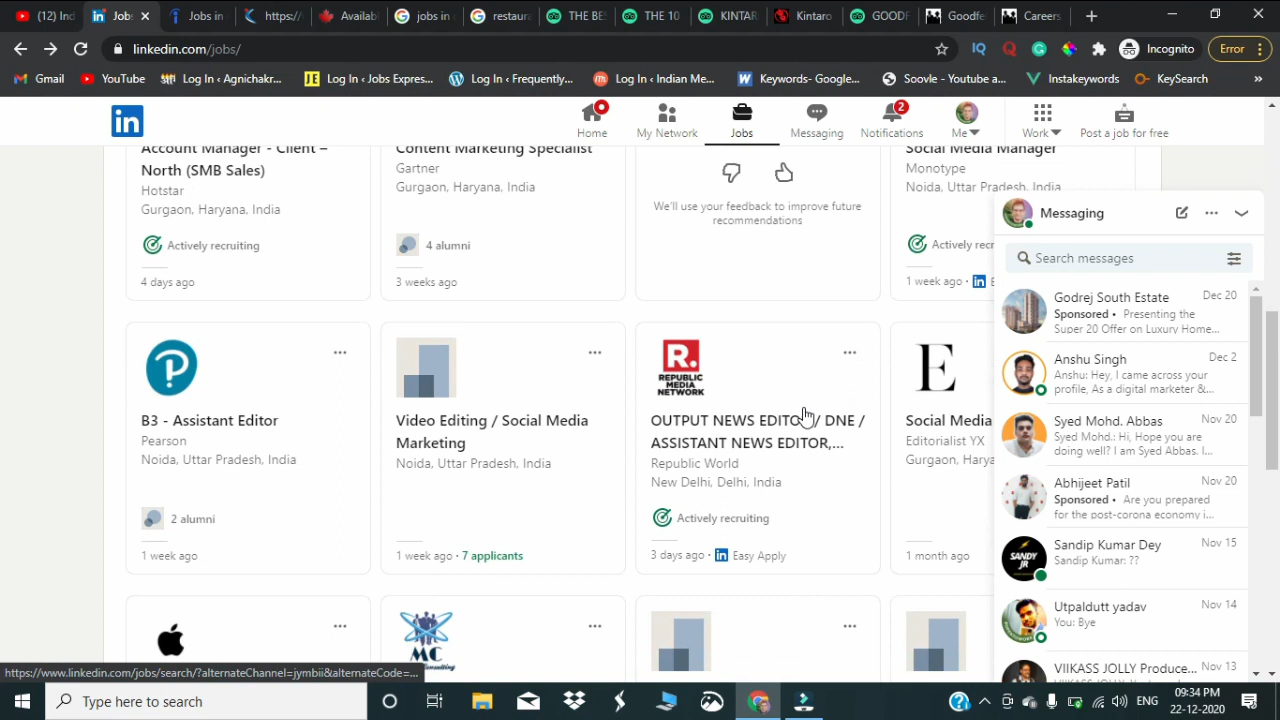 (12) Ind
Jobs
Jobs in
https://
Availab
jobs in
restaura
THE BES
THE 10
KINTAR
Kintaro
GOODF
Goodfe
Careers
linkedin.com/jobs/
Incognito
Error
Gmail
YouTube
Log In ‹ Agnichakr...
Log In ‹ Jobs Expres...
Log In ‹ Frequently...
Log In ‹ Indian Me...
Keywords- Google...
Soovle - Youtube a...
Instakeywords
KeySearch
»
in
Home
My Network
Jobs
Messaging
2
Notifications
Me
Work
Post a job for free
Account Manager - Client –
North (SMB Sales)
Hotstar
Gurgaon, Haryana, India
Actively recruiting
4 days ago
Content Marketing Specialist
Gartner
Gurgaon, Haryana, India
4 alumni
3 weeks ago
We'll use your feedback to improve future
recommendations
Social Media Manager
Monotype
Noida, Uttar Pradesh, India
Actively recr
1 week ago • in E
B3 - Assistant Editor
Pearson
Noida, Uttar Pradesh, India
2 alumni
1 week ago
Video Editing / Social Media
Marketing
Noida, Uttar Pradesh, India
1 week ago • 7 applicants
R.
REPUBLIC
MEDIA
NETWORK
OUTPUT NEWS EDITOR / DNE /
ASSISTANT NEWS EDITOR,...
Republic World
New Delhi, Delhi, India
Actively recruiting
3 days ago • in Easy Apply
E
Social Media
Editorialist YX
Gurgaon, Harya
1 month ago
MC
Messaging
Search messages
Godrej South Estate Dec 20
Sponsored • Presenting the
Super 20 Offer on Luxury Home...
Anshu Singh Dec 2
Anshu: Hey, I came across your
profile, As a digital marketer &
Syed Mohd. Abbas Nov 20
Syed Mohd.: Hi, Hope you are
doing well? I am Syed Abbas. I...
Abhijeet Patil Nov 20
Sponsored • Are you prepared
for the post-corona economy i...
SANDY
JR
Sandip Kumar Dey Nov 15
Sandip Kumar: ??
Utpaldutt yadav Nov 14
You: Bye
VIIKASS JOLLY Produce... Nov 13
https://www.linkedin.com/jobs/search/?alternateChannel=jymbii&alternateCode=...
Type here to search
ENG
09:34 PM
22-12-2020